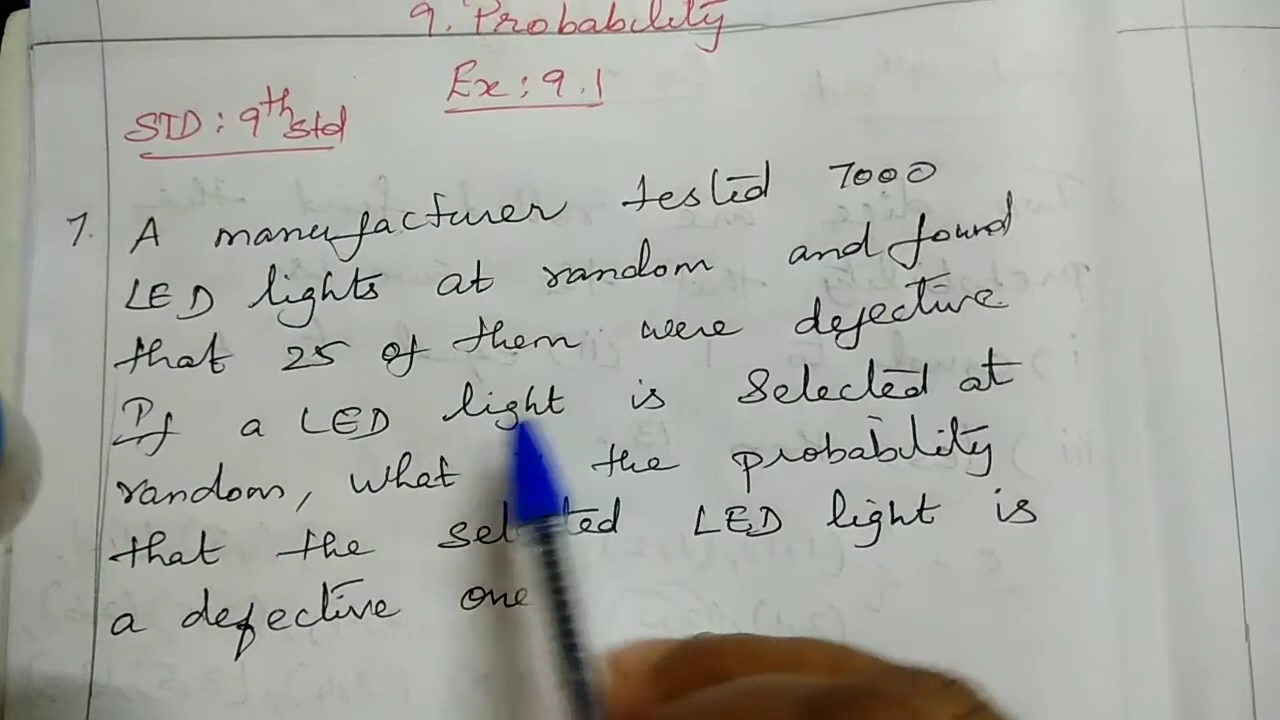 9. Probability
Ex: 9.1
STD: 9th std
7. A manufacturer tested 7000
LED lights at random and found
that 25 of them were defective
If a LED light is selected at
random, what the probability
that the selected LED light is
a defective one